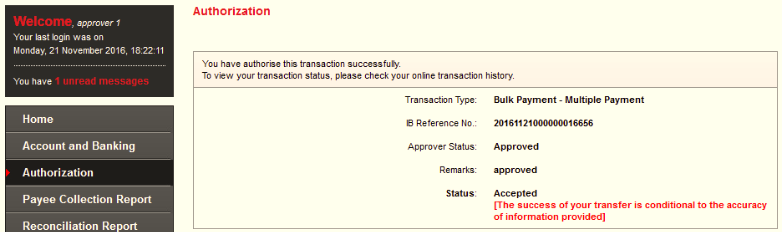 Welcome, approver 1
Your last login was on
Monday, 21 November 2016, 18:22:11
You have 1 unread messages
Home
Account and Banking
Authorization
Payee Collection Report
Reconciliation Report
Authorization
You have authorise this transaction successfully.
To view your transaction status, please check your online transaction history.
Transaction Type: Bulk Payment - Multiple Payment
IB Reference No.: 20161121000000016656
Approver Status: Approved
Remarks: approved
Status: Accepted
[The success of your transfer is conditional to the accuracy
of information provided]